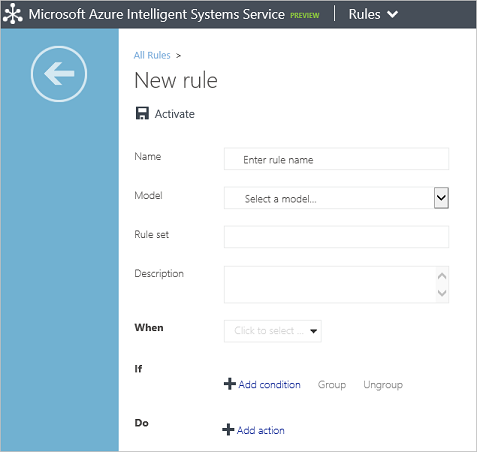 Microsoft Azure Intelligent Systems Service PREVIEW Rules
All Rules >
New rule
Activate
Name Enter rule name
Model Select a model...
Rule set
Description
When Click to select ...
If
Add condition Group Ungroup
Do Add action